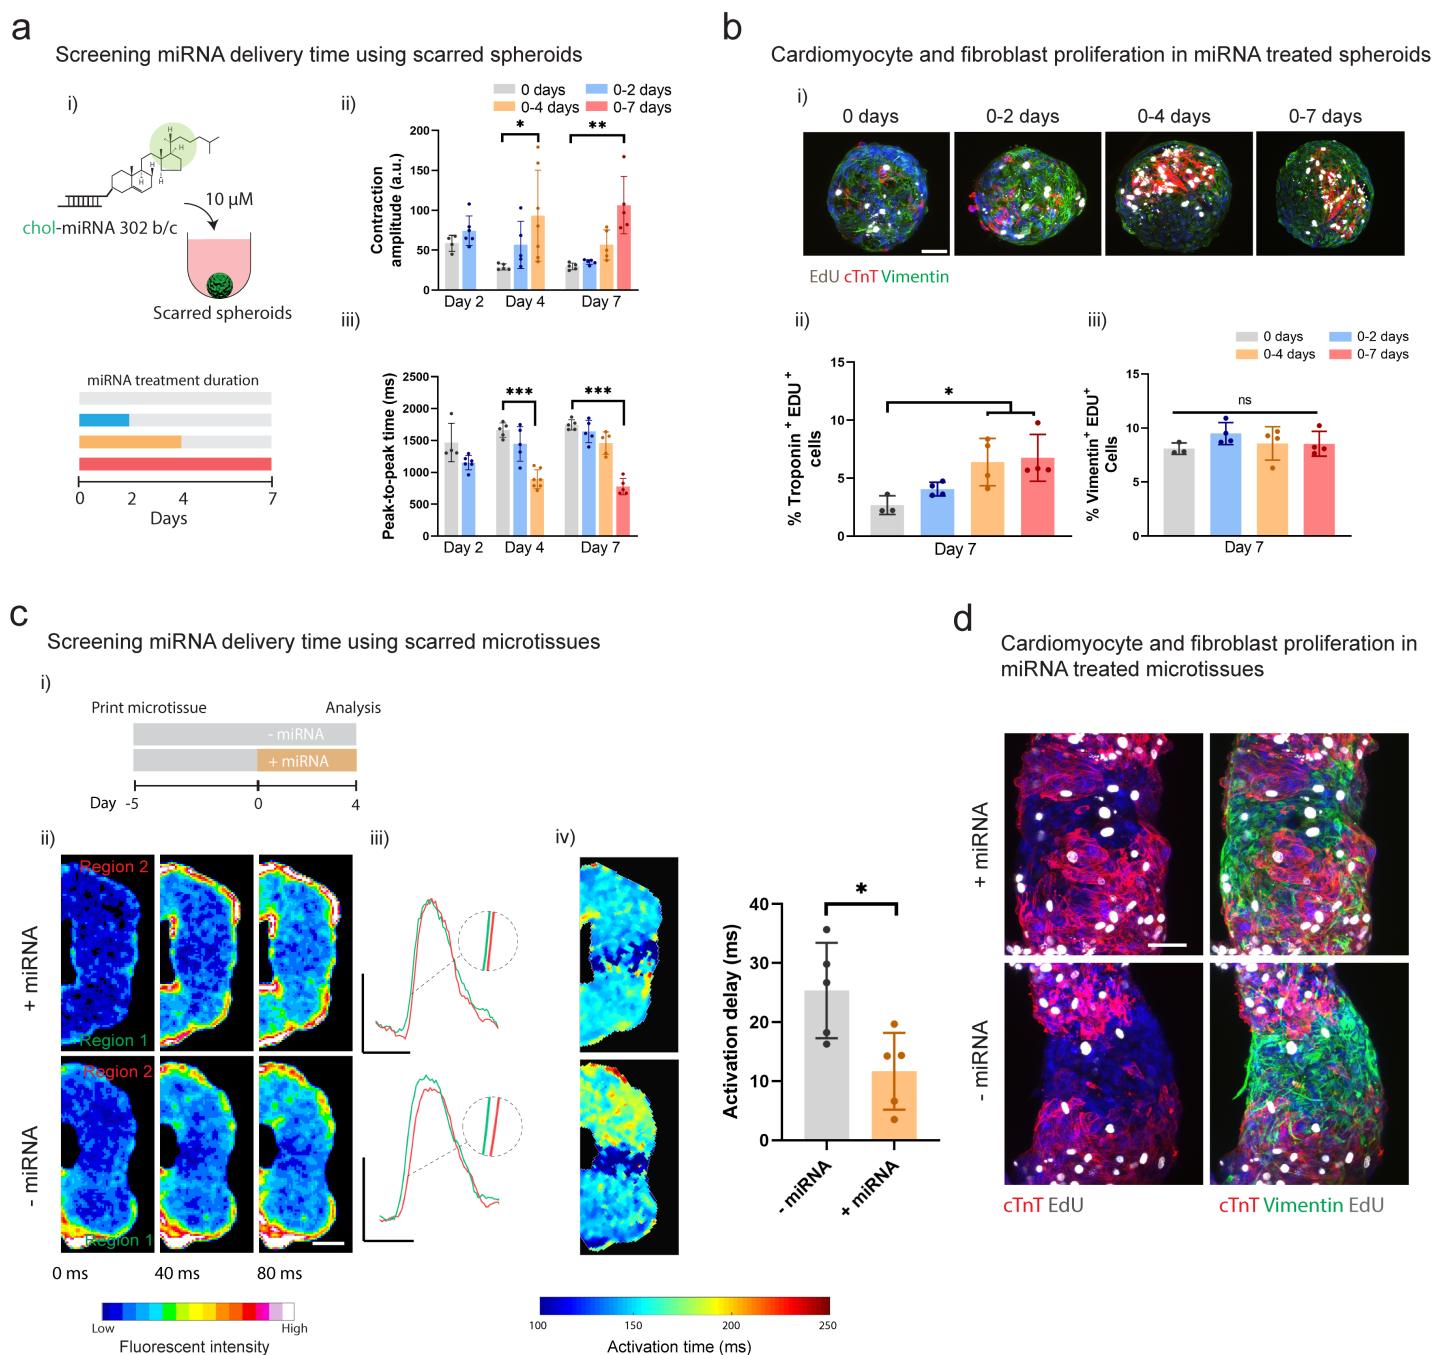 a
Screening miRNA delivery time using scarred spheroids
i)
H
H
H
H
10 µM
chol-miRNA 302 b/c
Scarred spheroids
miRNA treatment duration
0 2 4 7
Days
ii)
0 days 0-2 days
0-4 days 0-7 days
Contraction
amplitude (a.u.)
200
150
100
50
0
* **
Day 2 Day 4 Day 7
iii)
Peak-to-peak time (ms)
2500
2000
1500
1000
500
0
*** ***
Day 2 Day 4 Day 7
b
Cardiomyocyte and fibroblast proliferation in miRNA treated spheroids
i)
0 days 0-2 days 0-4 days 0-7 days
EdU cTnT Vimentin
ii)
% Troponin + EDU +
cells
15
10
5
0
*
Day 7
iii)
0 days 0-2 days
0-4 days 0-7 days
% Vimentin+ EDU+
Cells
15
10
5
0
ns
Day 7
c
Screening miRNA delivery time using scarred microtissues
i)
Print microtissue Analysis
- miRNA
+ miRNA
Day -5 0 4
ii)
+ miRNA
Region 2
Region 1
- miRNA
Region 2
Region 1
0 ms 40 ms 80 ms
Low High
Fluorescent intensity
iii)
iv)
100 150 200 250
Activation time (ms)
Activation delay (ms)
40
30
20
10
0
*
- miRNA + miRNA
d
Cardiomyocyte and fibroblast proliferation in
miRNA treated microtissues
+ miRNA
- miRNA
cTnT EdU cTnT Vimentin EdU